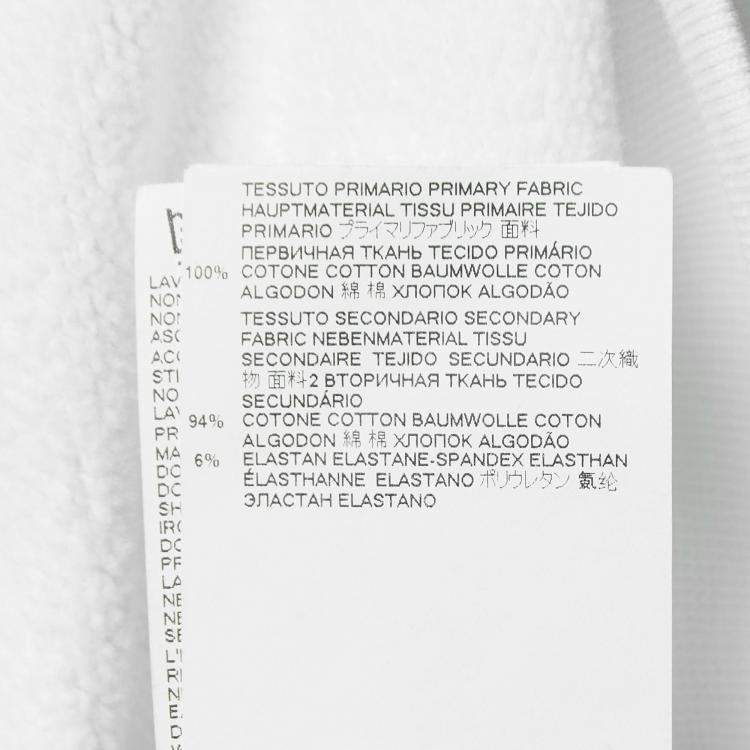 TESSUTO PRIMARIO PRIMARY FABRIC
HAUPTMATERIAL TISSU PRIMAIRE TEJIDO
PRIMARIO プライマリファブリック 面料
ПЕРВИЧНАЯ ТКАНЬ TECIDO PRIMÁRIO
100% COTONE COTTON BAUMWOLLE COTON
ALGODON 綿 棉 ХЛОПОК ALGODÃO
TESSUTO SECONDARIO SECONDARY
FABRIC NEBENMATERIAL TISSU
SECONDAIRE TEJIDO SECUNDARIO 二次織
物 面料2 ВТОРИЧНАЯ ТКАНЬ TECIDO
SECUNDÁRIO
94% COTONE COTTON BAUMWOLLE COTON
ALGODON 綿 棉 ХЛОПОК ALGODÃO
6% ELASTAN ELASTANE-SPANDEX ELASTHAN
ÉLASTHANNE ELASTANO ポリウレタン 氨纶
ЭЛАСТАН ELASTANO